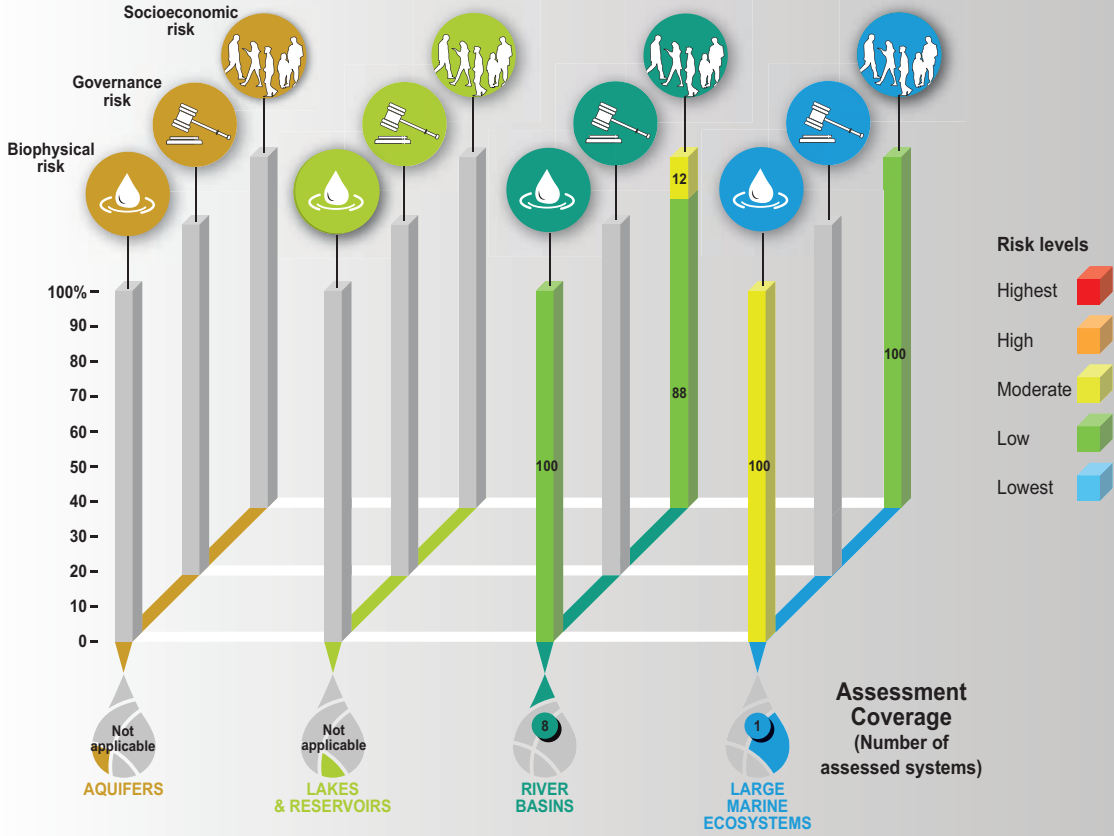 Socioeconomic
risk
Governance
risk
Biophysical
risk
12
88
100
100
100
100%
90
80
70
60
50
40
30
20
10
0
Risk levels
Highest
High
Moderate
Low
Lowest
Not
applicable
AQUIFERS
Not
applicable
LAKES
& RESERVOIRS
8
RIVER
BASINS
1
LARGE
MARINE
ECOSYSTEMS
Assessment
Coverage
(Number of
assessed systems)